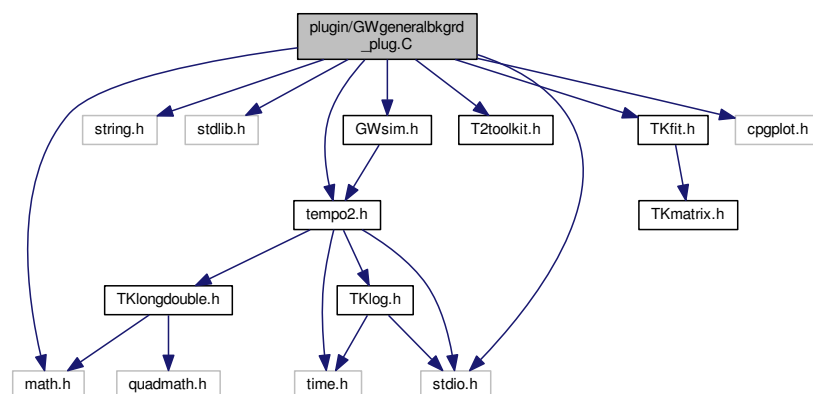 plugin/GWgeneralbkgrd
_plug.C
string.h
stdlib.h
GWsim.h
T2toolkit.h
TKfit.h
cpgplot.h
tempo2.h
TKmatrix.h
TKlongdouble.h
TKlog.h
math.h
quadmath.h
time.h
stdio.h